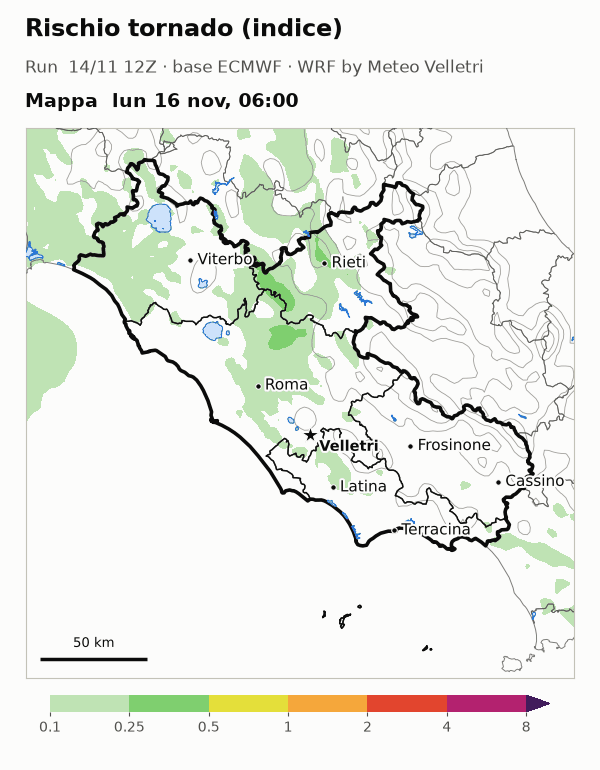 Rischio tornado (indice)
Run  14/11 12Z · base ECMWF · WRF by Meteo Velletri
Mappa  lun 16 nov, 06:00
Viterbo
Rieti
Roma
Velletri
Frosinone
Latina
Cassino
Terracina
50 km
0.1 0.25 0.5 1 2 4 8